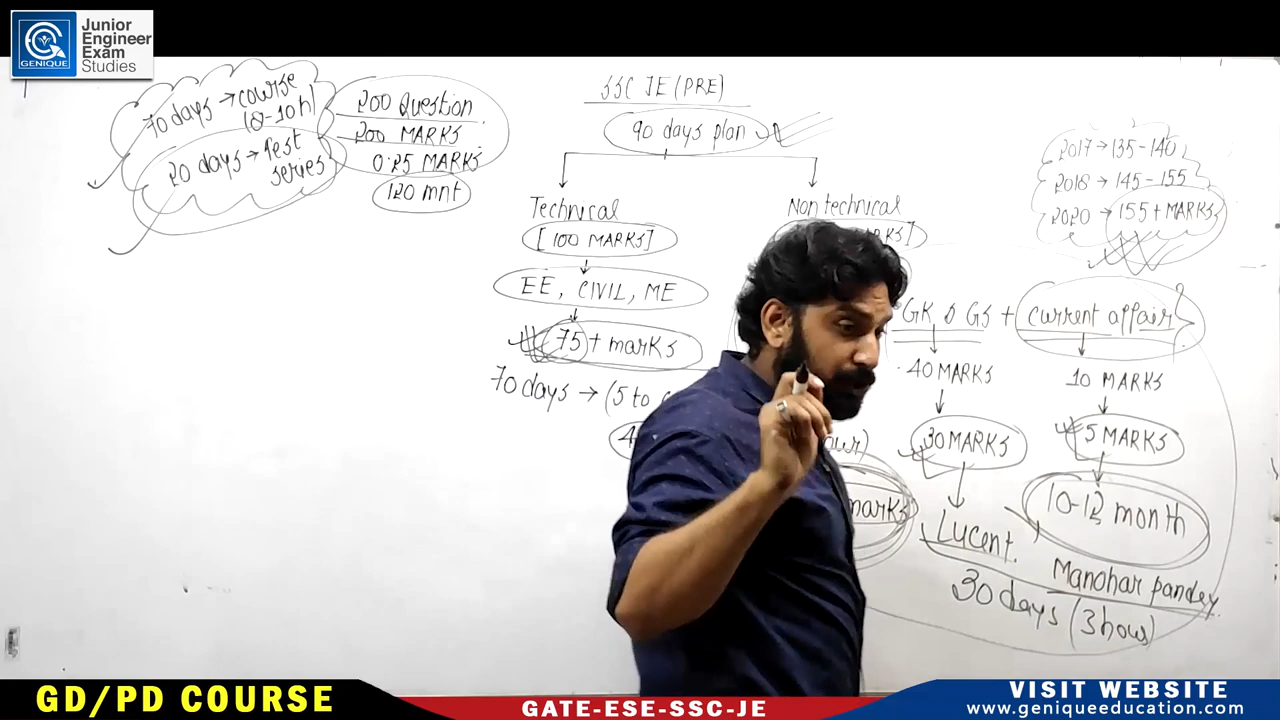 GENIQUE
Junior
Engineer
Exam
Studies
70 days → course
(8-10h)
20 days → Test
series
200 Question
200 MARKS
0.25 MARKS
120 mnt
SSC JE (PRE)
90 days plan
2017 → 135-140
2018 → 145-155
2020 → 155+ MARKS
Technical
[100 MARKS]
EE, CIVIL, ME
75+ marks
70 days → (5 to
4
Non technical
]
GK & GS + current affair
40 MARKS
10 MARKS
30 MARKS
5 MARKS
our)
marks
Lucent.
10-12 month
Manohar pandey.
30 days (3 hour)
GD/PD COURSE
GATE-ESE-SSC-JE
VISIT WEBSITE
www.geniqueeducation.com